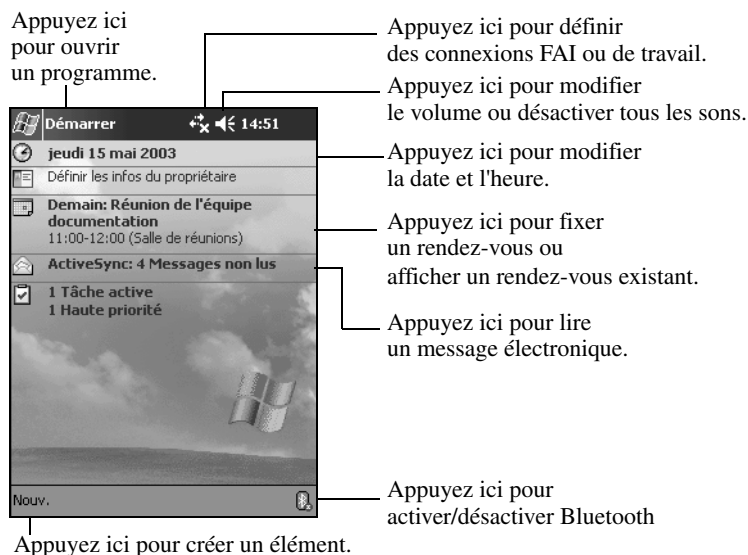 Appuyez ici
pour ouvrir
un programme.
Appuyez ici pour définir
des connexions FAI ou de travail.
Appuyez ici pour modifier
le volume ou désactiver tous les sons.
Appuyez ici pour modifier
la date et l'heure.
Appuyez ici pour fixer
un rendez-vous ou
afficher un rendez-vous existant.
Appuyez ici pour lire
un message électronique.
Appuyez ici pour
activer/désactiver Bluetooth
Démarrer 14:51
jeudi 15 mai 2003
Définir les infos du propriétaire
Demain: Réunion de l'équipe
documentation
11:00-12:00 (Salle de réunions)
ActiveSync: 4 Messages non lus
1 Tâche active
1 Haute priorité
Nouv.
Appuyez ici pour créer un élément.